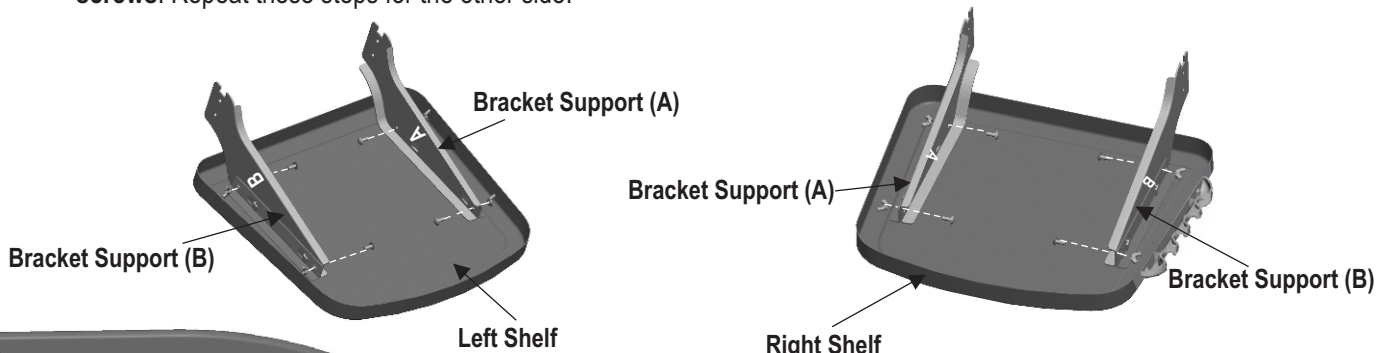 screws. Repeat these steps for the other side.
Bracket Support (A)
A
B
Bracket Support (B)
Left Shelf
Bracket Support (A)
A
B
Bracket Support (B)
Right Shelf